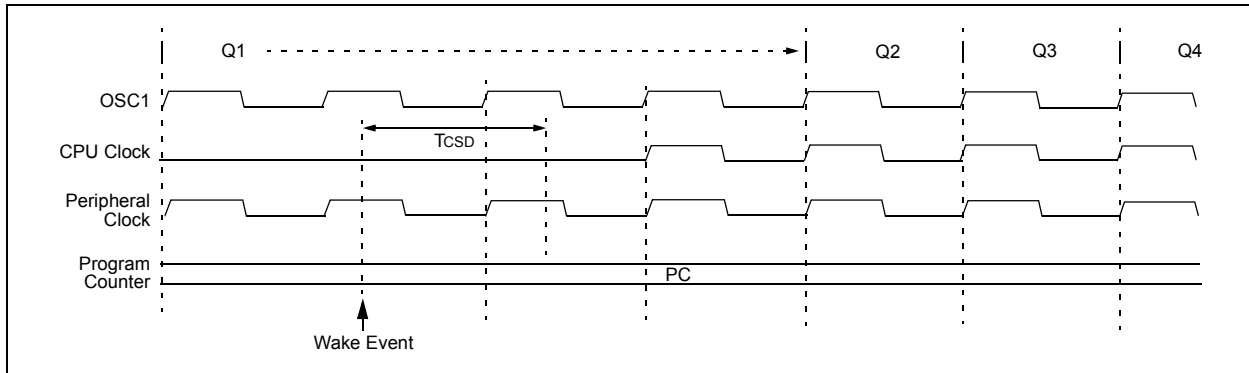 Q1 Q2 Q3 Q4
OSC1
TCSD
CPU Clock
Peripheral
Clock
Program
Counter
PC
Wake Event